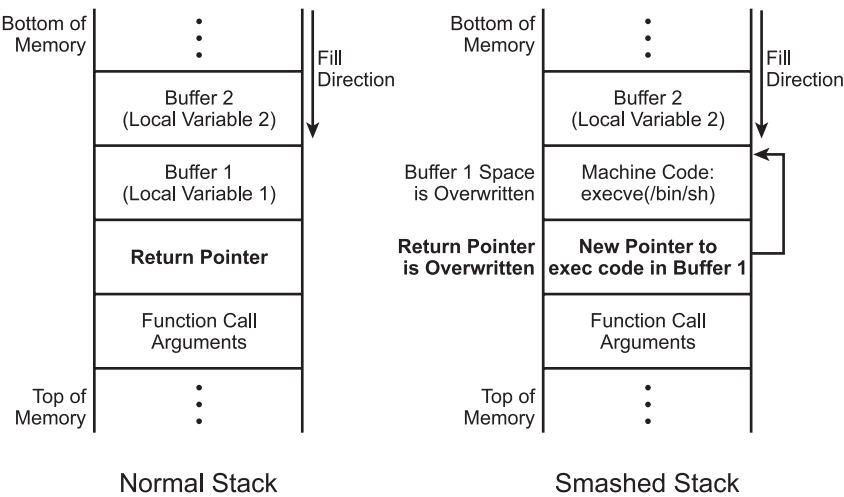 Bottom of
Memory
Fill
Direction
Buffer 2
(Local Variable 2)
Buffer 1
(Local Variable 1)
Return Pointer
Function Call
Arguments
Top of
Memory
Normal Stack
Bottom of
Memory
Fill
Direction
Buffer 2
(Local Variable 2)
Buffer 1 Space
is Overwritten
Machine Code:
execve(/bin/sh)
Return Pointer
is Overwritten
New Pointer to
exec code in Buffer 1
Function Call
Arguments
Top of
Memory
Smashed Stack